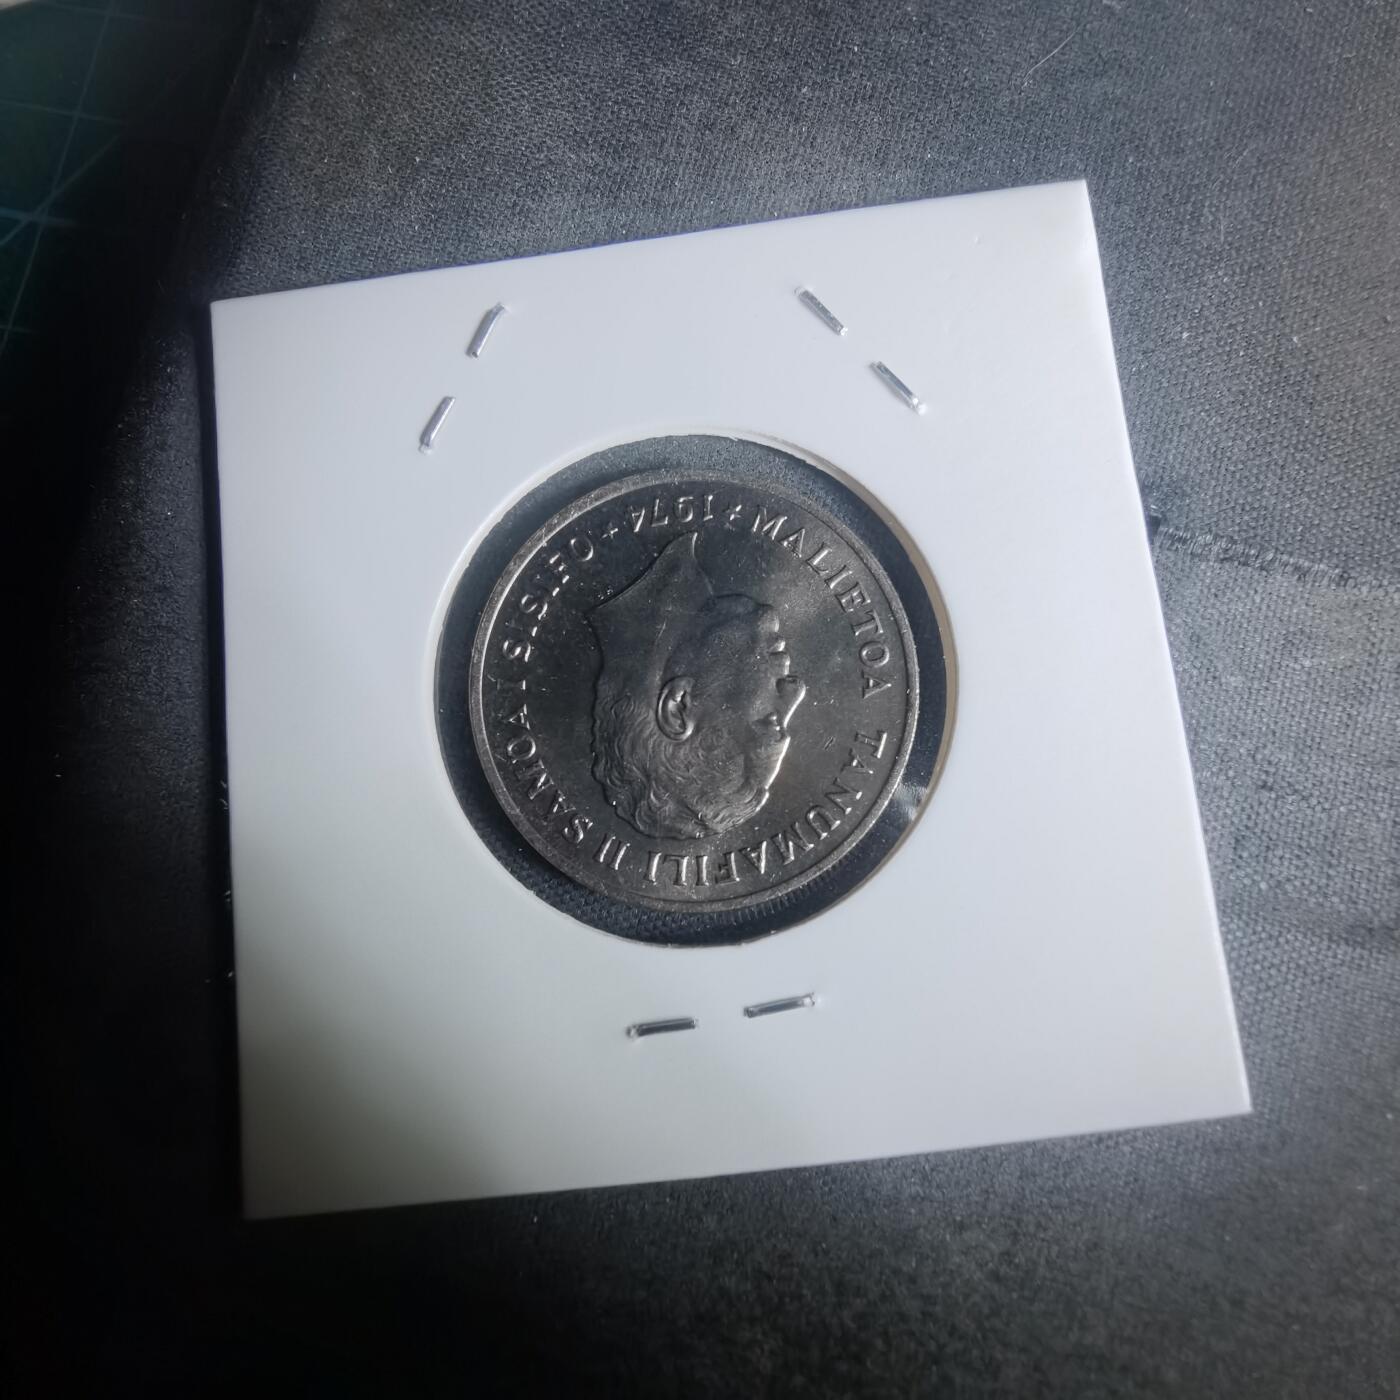 MALIETOA TANUMAFILI II SAMOA I SISIFO
★ 1974 ★